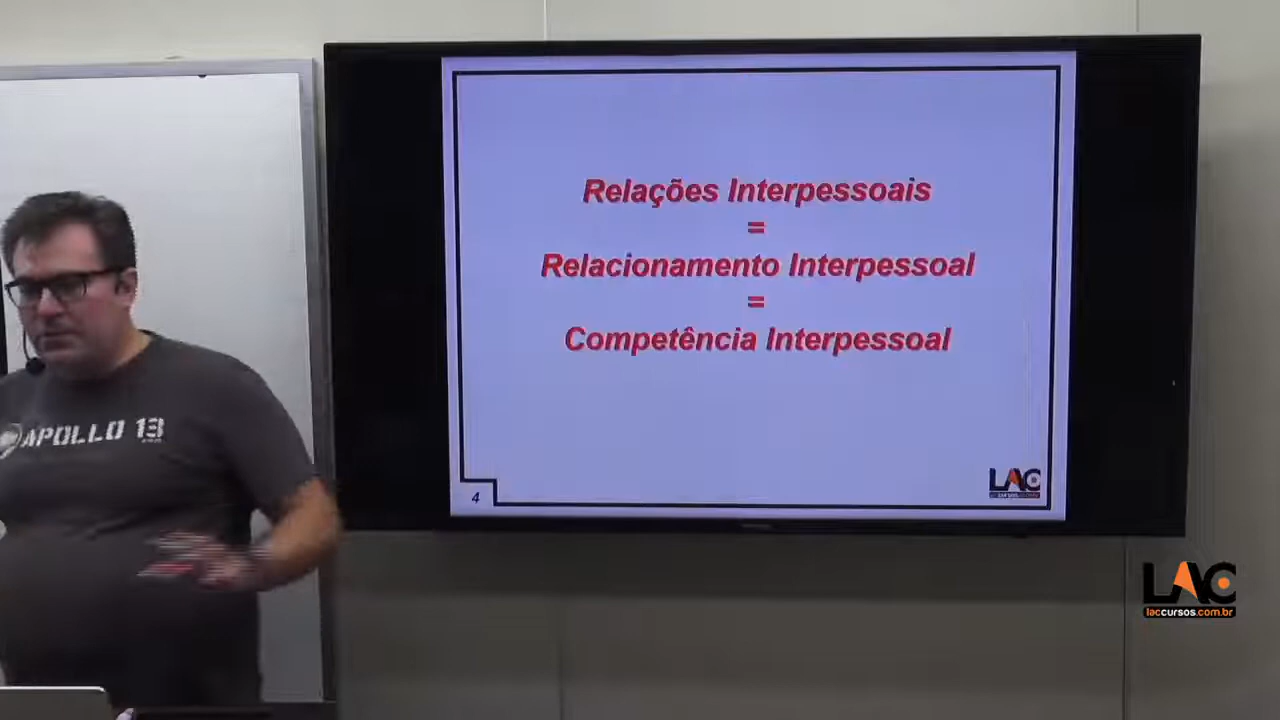 Relações Interpessoais
=
Relacionamento Interpessoal
=
Competência Interpessoal
4
LAC
APOLLO 13
LAC
laccursos.com.br